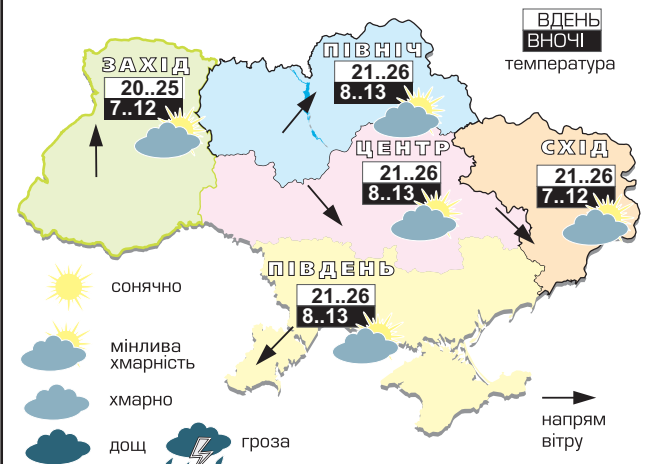 ВДЕНЬ
ВНОЧІ
температура
ЗАХІД
20..25
7..12
ПІВНІЧ
21..26
8..13
ЦЕНТР
21..26
8..13
СХІД
21..26
7..12
ПІВДЕНЬ
21..26
8..13
сонячно
мінлива
хмарність
хмарно
дощ
гроза
напрям
вітру